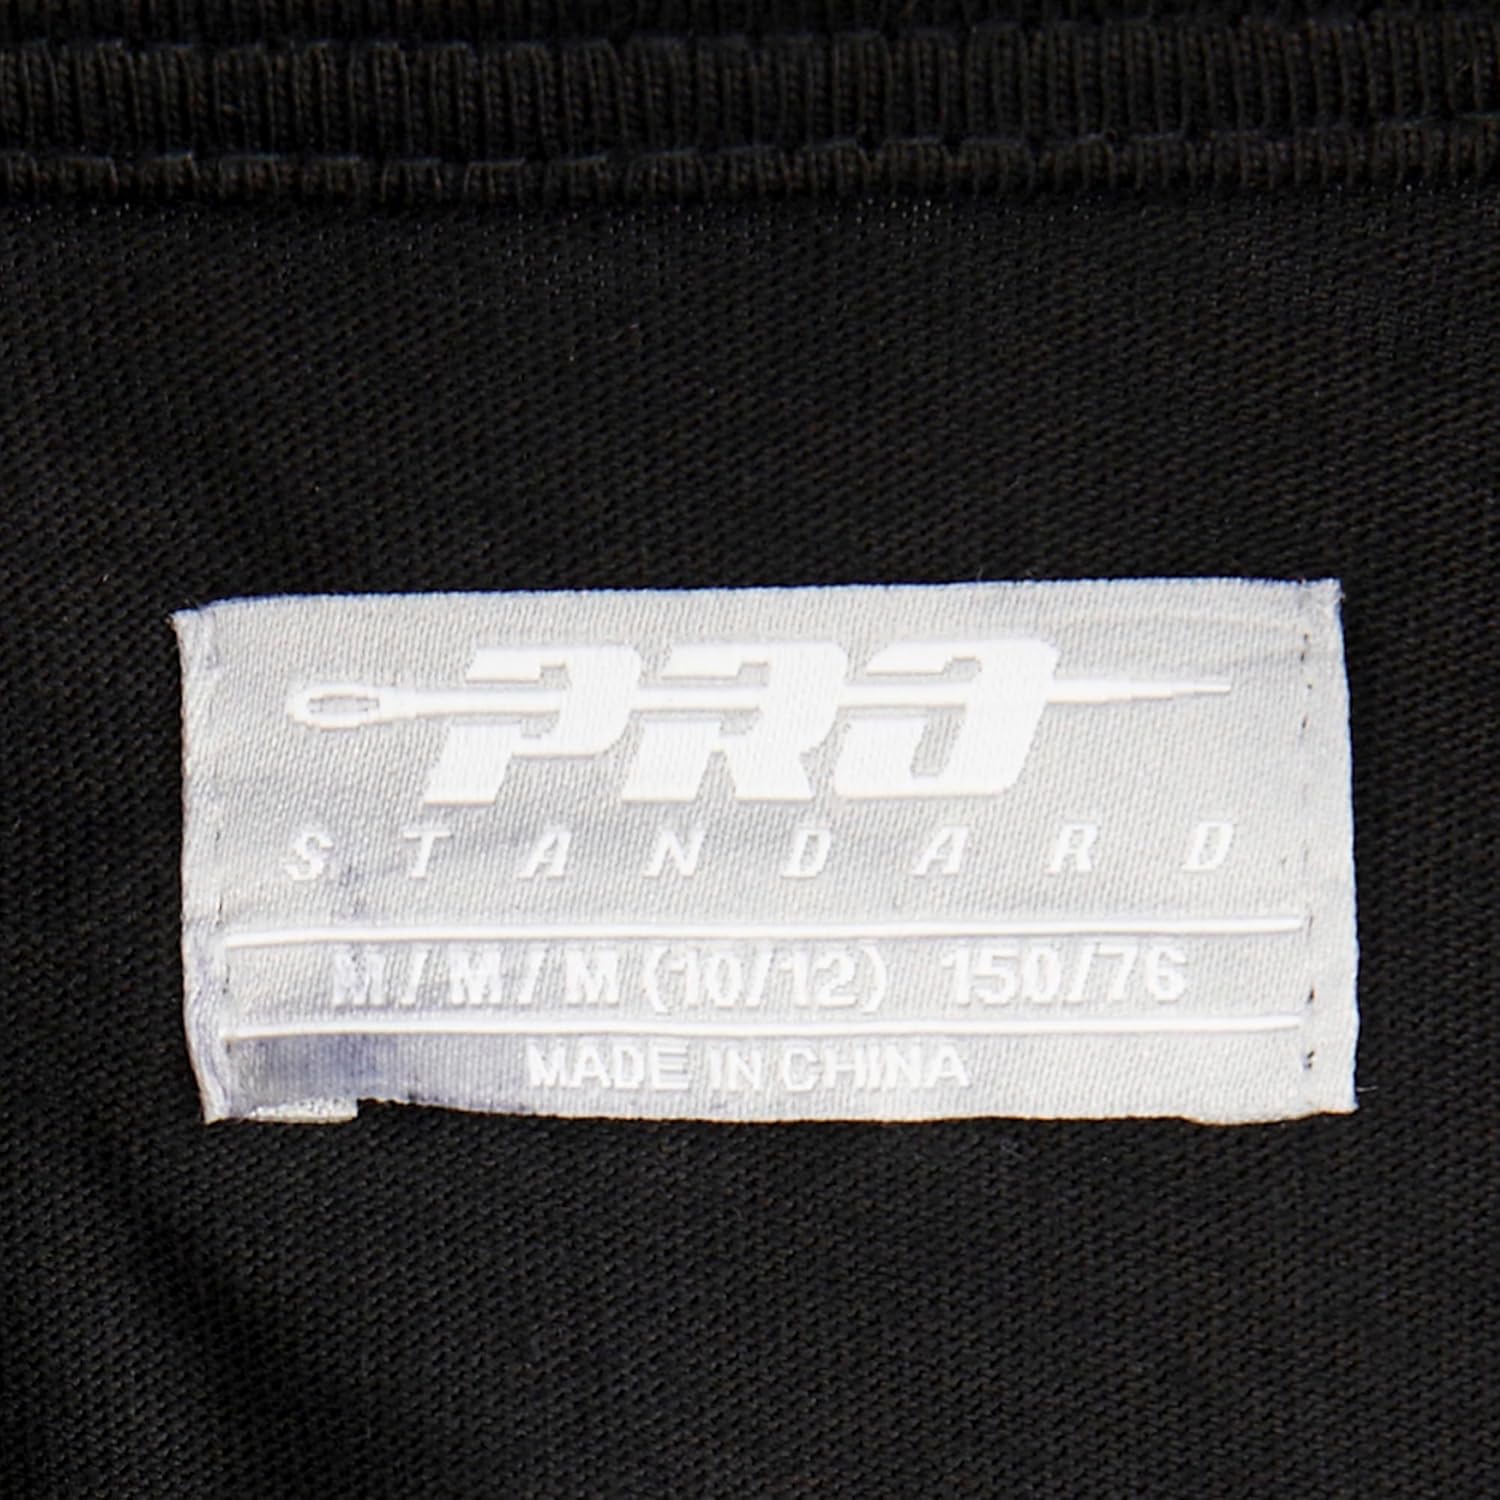 PRO
STANDARD
M/M/M (10/12) 150/76
MADE IN CHINA